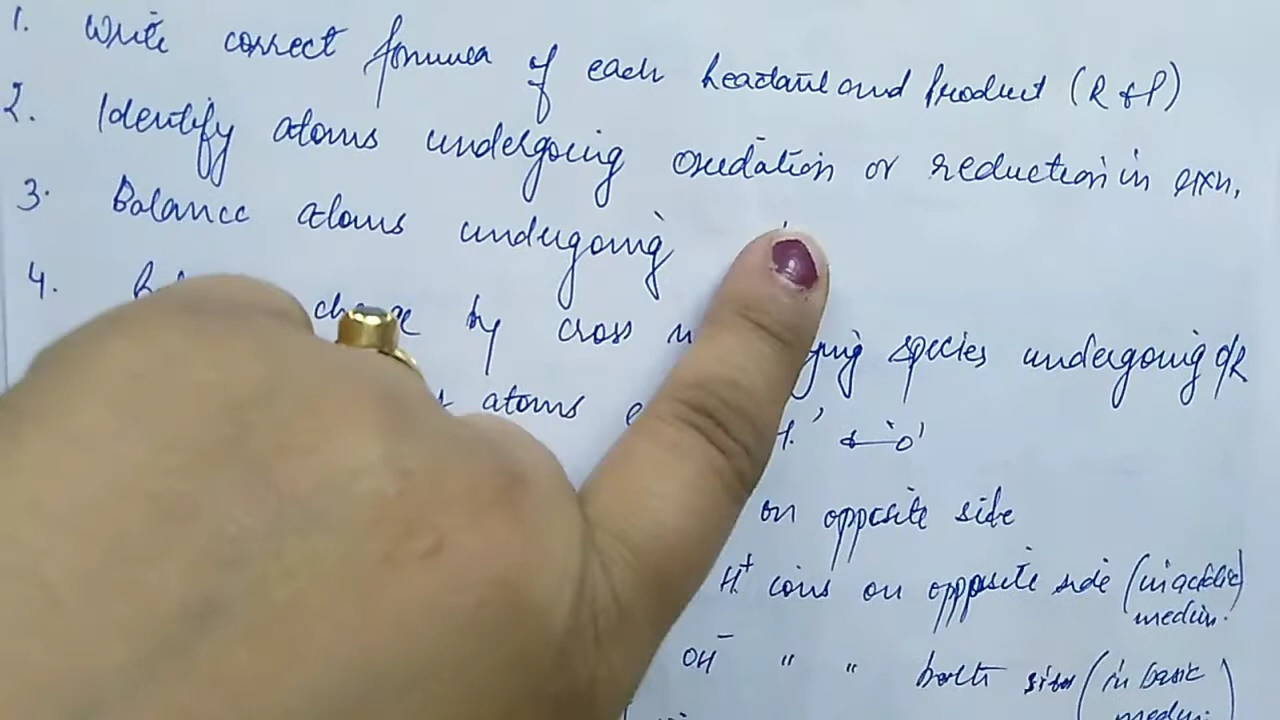 1. Write correct formula of each Reactant and Product (R & P)
2. Identify atoms undergoing oxidation or reduction in rxn.
3. Balance atoms undergoing
4. by cross species undergoing O/R
atoms
on opposite side
H+ ions on opposite side (in acidic medium.)
OH− " " both sides (in basic medium.)